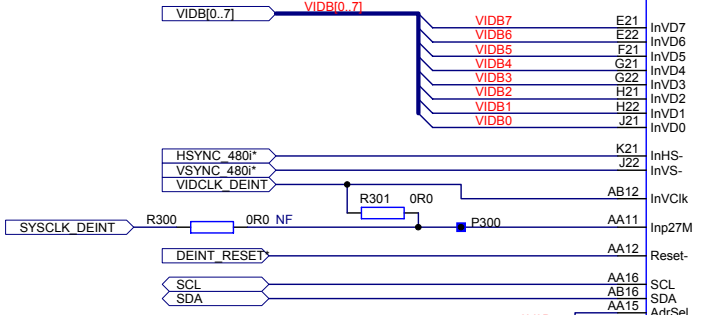 VIDB[0..7] VIDB[0..7]
VIDB7 E21 InVD7
VIDB6 E22 InVD6
VIDB5 F21 InVD5
VIDB4 G21 InVD4
VIDB3 G22 InVD3
VIDB2 H21 InVD2
VIDB1 H22 InVD1
VIDB0 J21 InVD0
HSYNC_480i* K21 InHS-
VSYNC_480i* J22 InVS-
VIDCLK_DEINT
AB12 InVClk
R301 0R0
SYSCLK_DEINT R300 0R0 NF P300 AA11 Inp27M
DEINT_RESET* AA12 Reset-
SCL AA16 SCL
SDA AB16 SDA
AA15 AdrSel